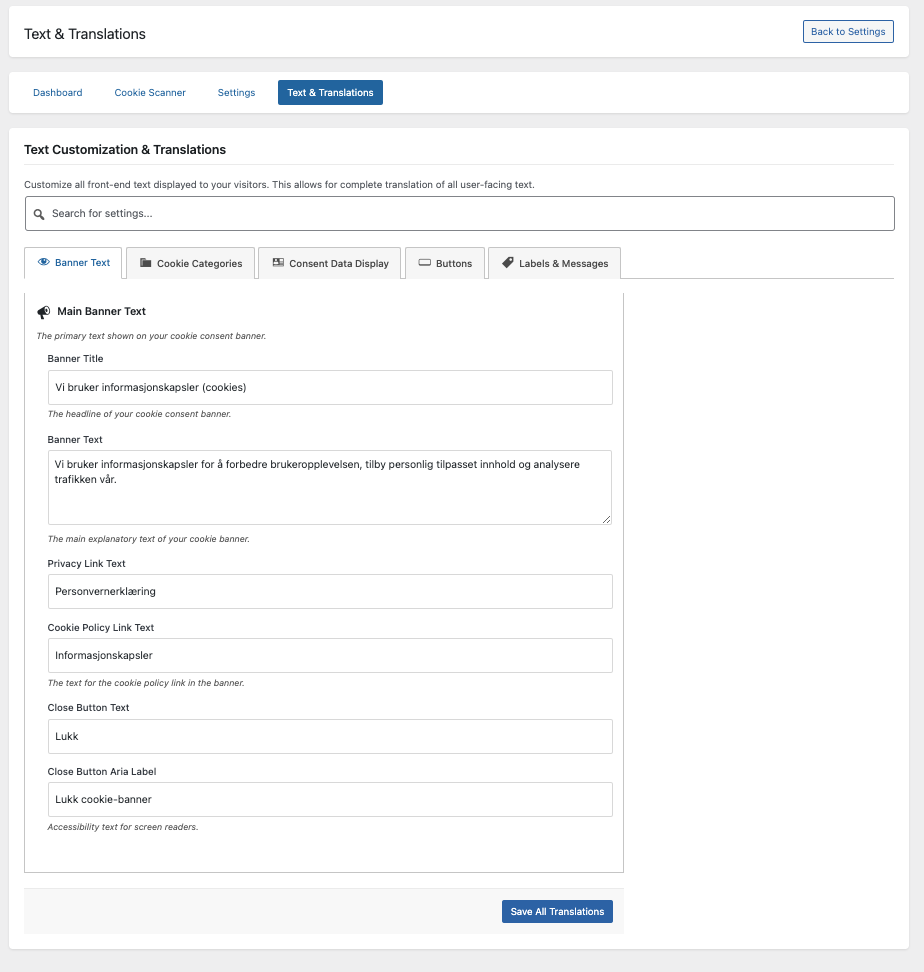 Text & Translations
Back to Settings
Dashboard
Cookie Scanner
Settings
Text & Translations
Text Customization & Translations
Customize all front-end text displayed to your visitors. This allows for complete translation of all user-facing text.
Search for settings...
Banner Text
Cookie Categories
Consent Data Display
Buttons
Labels & Messages
Main Banner Text
The primary text shown on your cookie consent banner.
Banner Title
Vi bruker informasjonskapsler (cookies)
The headline of your cookie consent banner.
Banner Text
Vi bruker informasjonskapsler for å forbedre brukeropplevelsen, tilby personlig tilpasset innhold og analysere
trafikken vår.
The main explanatory text of your cookie banner.
Privacy Link Text
Personvernerklæring
Cookie Policy Link Text
Informasjonskapsler
The text for the cookie policy link in the banner.
Close Button Text
Lukk
Close Button Aria Label
Lukk cookie-banner
Accessibility text for screen readers.
Save All Translations